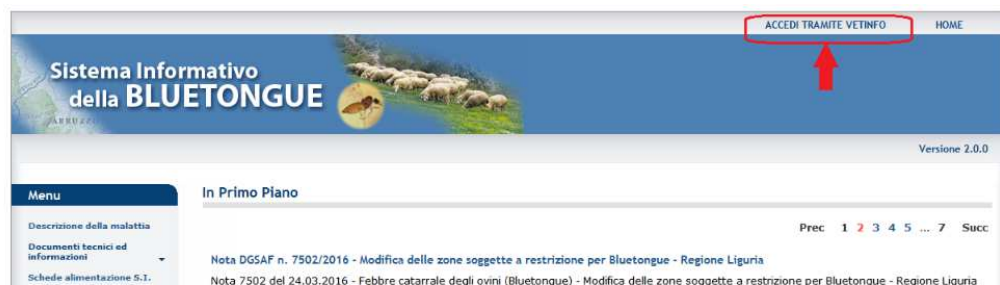 ACCEDI TRAMITE VETINFO HOME
Sistema Informativo
della BLUETONGUE
ABRUZZO
Versione 2.0.0
Menu
In Primo Piano
Descrizione della malattia
Prec 1 2 3 4 5 ... 7 Succ
Documenti tecnici ed
informazioni
Nota DGSAF n. 7502/2016 - Modifica delle zone soggette a restrizione per Bluetongue - Regione Liguria
Schede alimentazione S.I.
Nota 7502 del 24.03.2016 - Febbre catarrale degli ovini (Bluetongue) - Modifica delle zone soggette a restrizione per Bluetongue - Regione Liguria